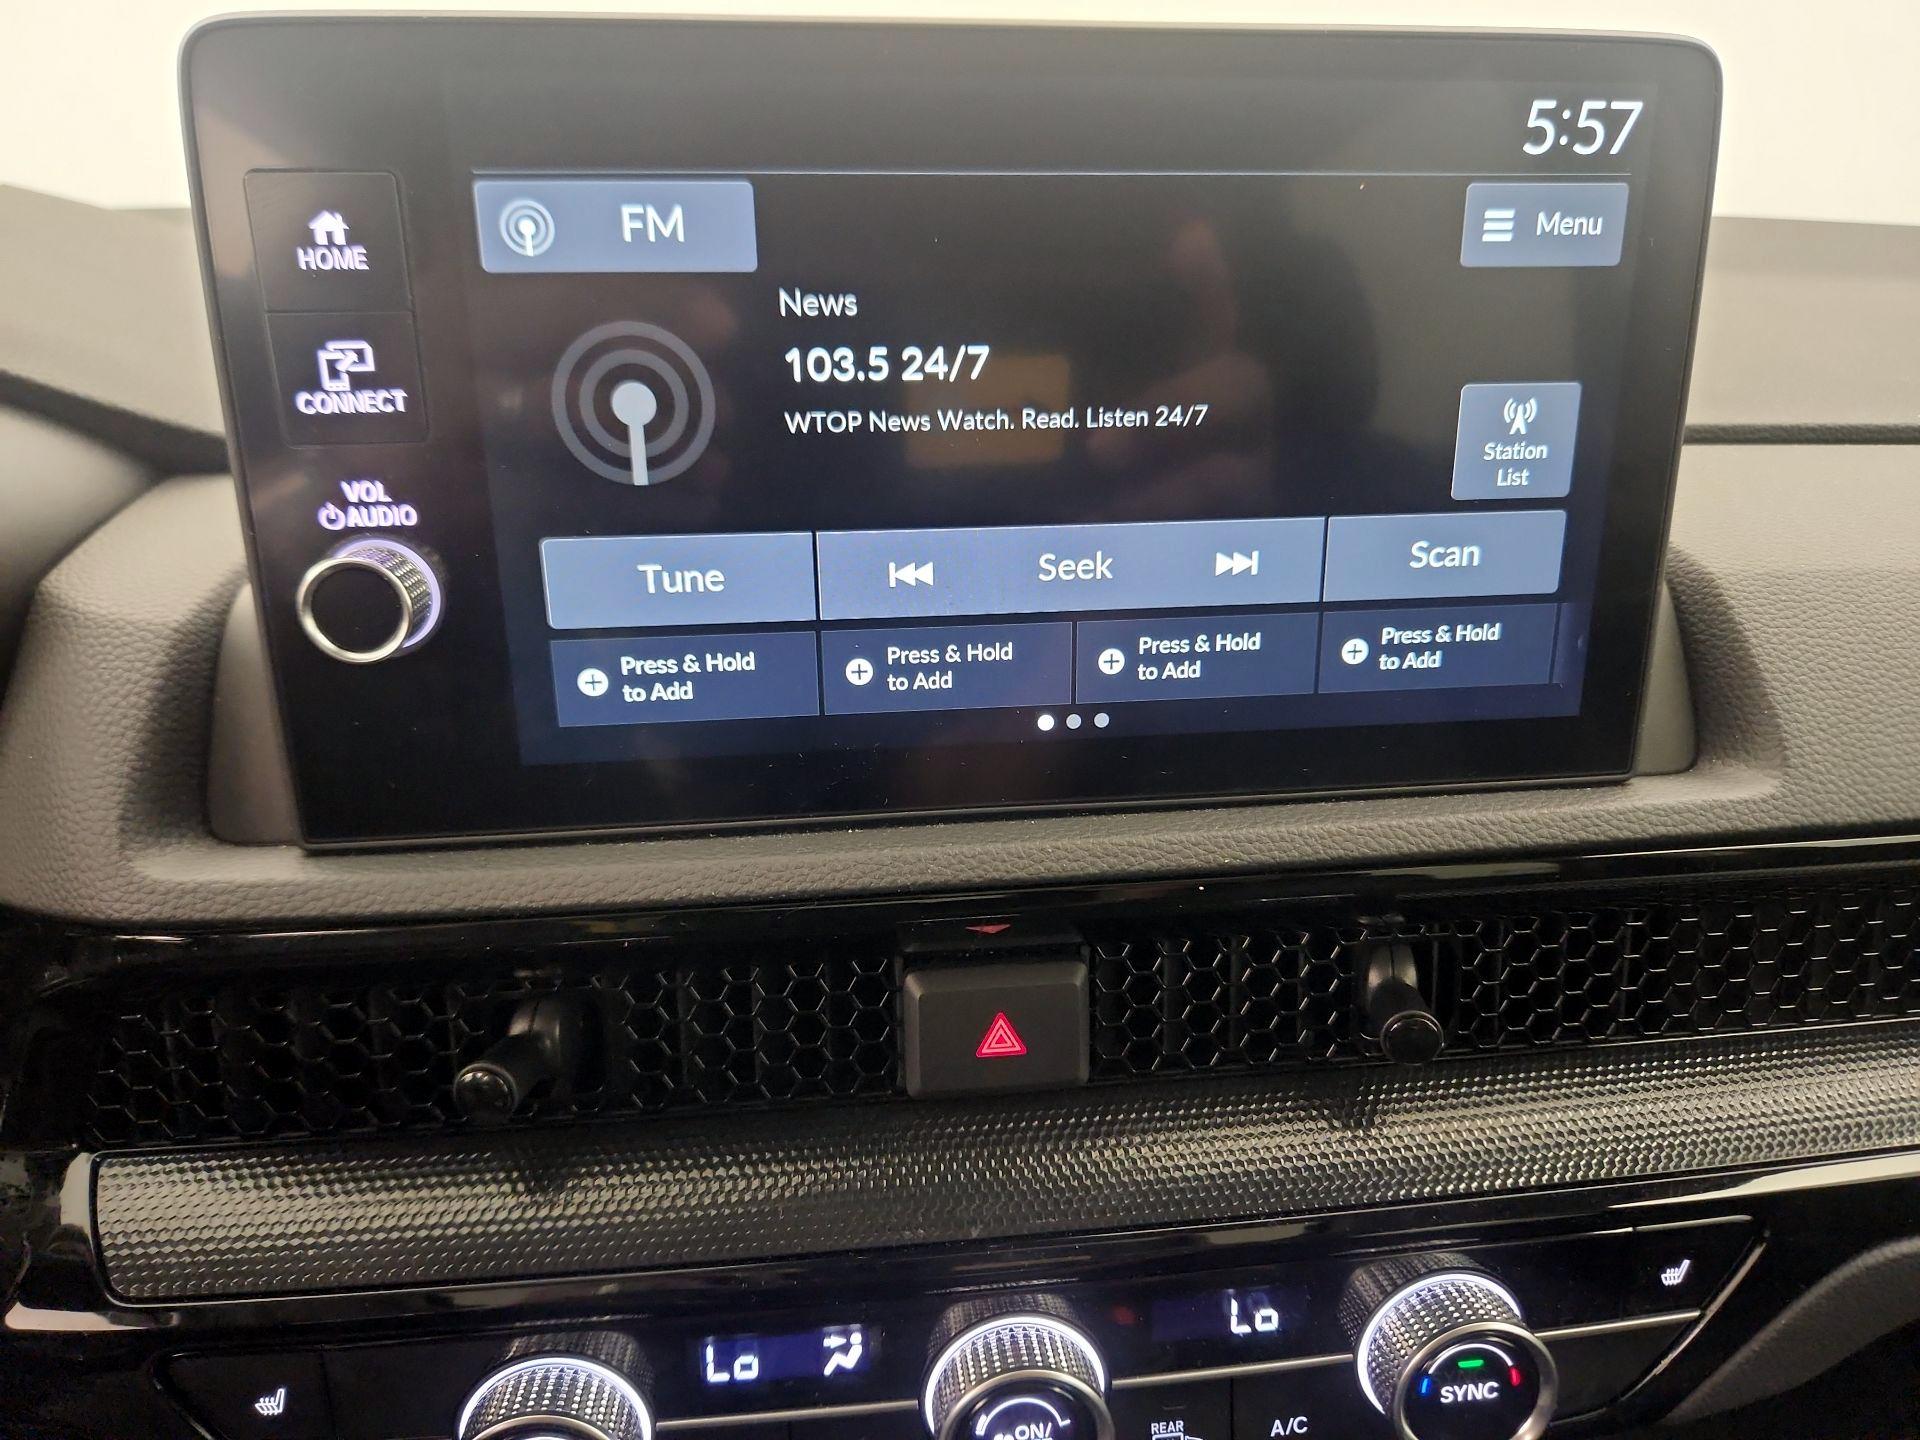 5:57
HOME
FM
Menu
News
103.5 24/7
WTOP News Watch. Read. Listen 24/7
CONNECT
Station
List
VOL
AUDIO
Tune
Seek
Scan
Press & Hold
to Add
Press & Hold
to Add
Press & Hold
to Add
Press & Hold
to Add
Lo
Lo
SYNC
ON/
REAR
A/C